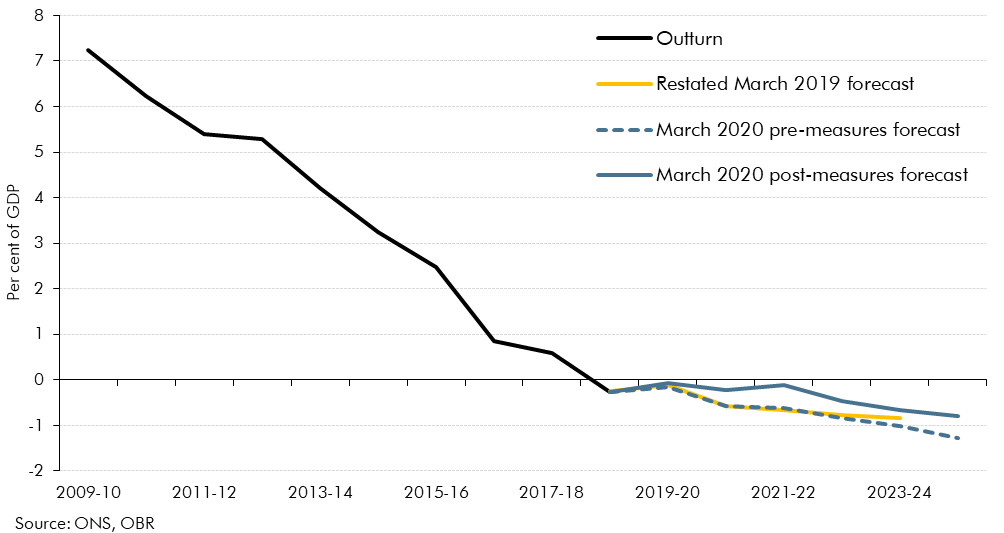 8
7
6
5
4
3
2
1
0
-1
-2
Per cent of GDP
Outturn
Restated March 2019 forecast
March 2020 pre-measures forecast
March 2020 post-measures forecast
2009-10 2011-12 2013-14 2015-16 2017-18 2019-20 2021-22 2023-24
Source: ONS, OBR